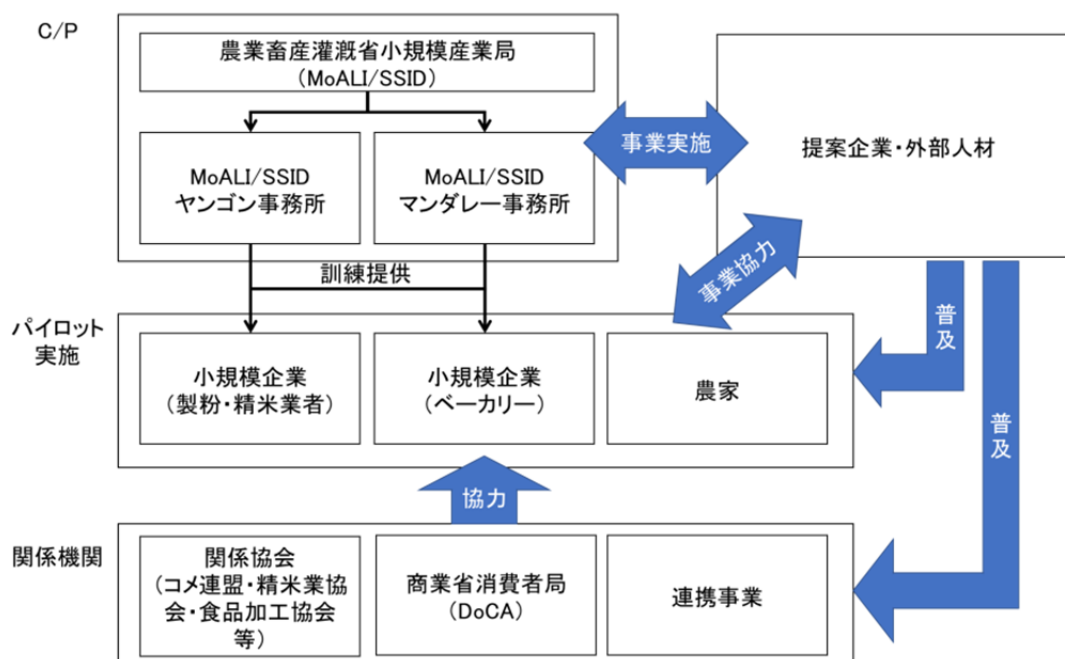 C/P
農業畜産灌漑省小規模産業局
(MoALI/SSID)
MoALI/SSID
ヤンゴン事務所
MoALI/SSID
マンダレー事務所
事業実施
提案企業・外部人材
訓練提供
事業協力
普及
パイロット
実施
小規模企業
(製粉・精米業者)
小規模企業
(ベーカリー)
農家
普及
協力
関係機関
関係協会
(コメ連盟・精米業協
会・食品加工協会
等)
商業省消費者局
(DoCA)
連携事業